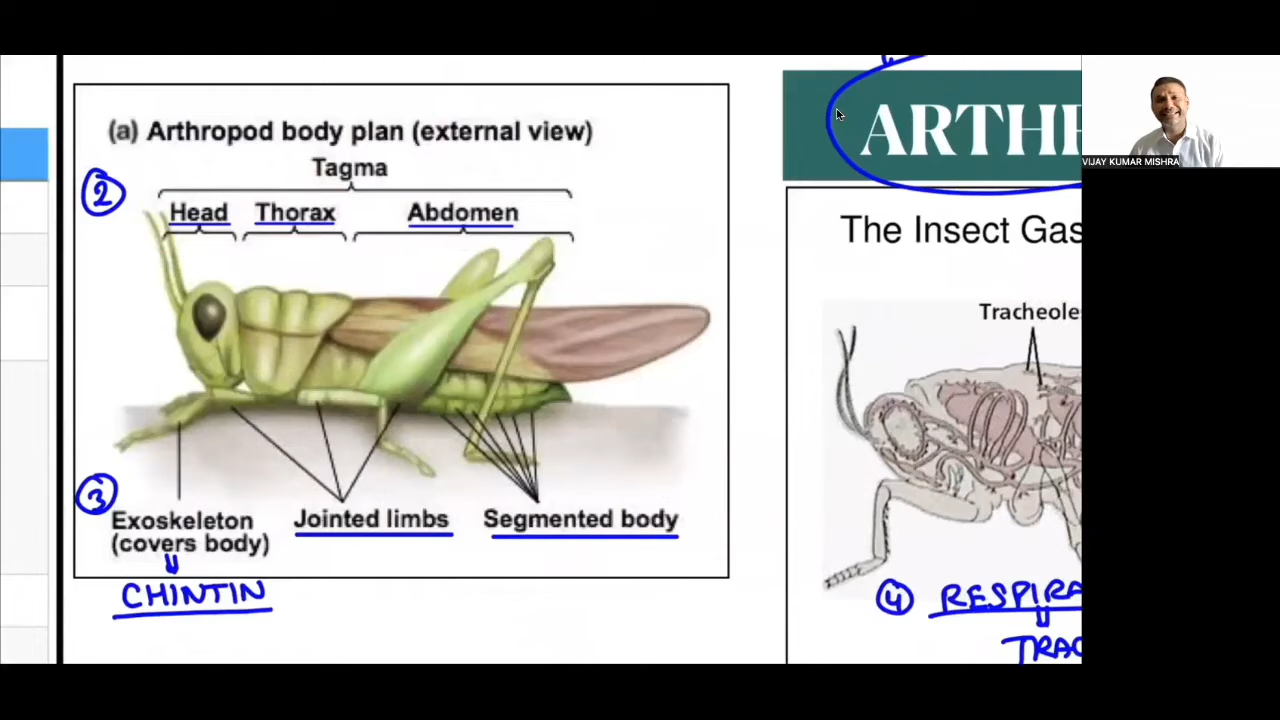 (a) Arthropod body plan (external view)
Tagma
2
Head Thorax Abdomen
3
Exoskeleton
(covers body)
Jointed limbs
Segmented body
CHINTIN
ARTH
The Insect Gas
Tracheole
4 RESPIRA
TRAC
VIJAY KUMAR MISHRA